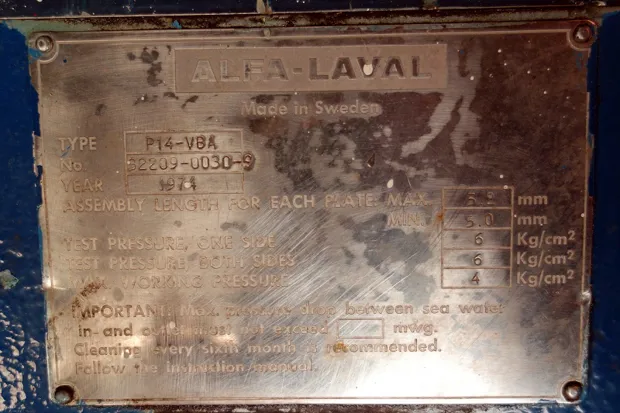 ALFA-LAVAL
Made in Sweden
TYPE P14-VBA
No 32209-0030-9
YEAR 1974
ASSEMBLY LENGTH FOR EACH PLATE: MAX. mm
MIN. 5.0 mm
TEST PRESSURE, ONE SIDE 6 Kg/cm²
TEST PRESSURE, BOTH SIDES 6 Kg/cm²
MAX. WORKING PRESSURE 4 Kg/cm²
IMPORTANT: Max. pressure drop between sea water
in- and outlet must not exceed mwg.
Cleaning every sixth month is recommended.
Follow the instruction manual.